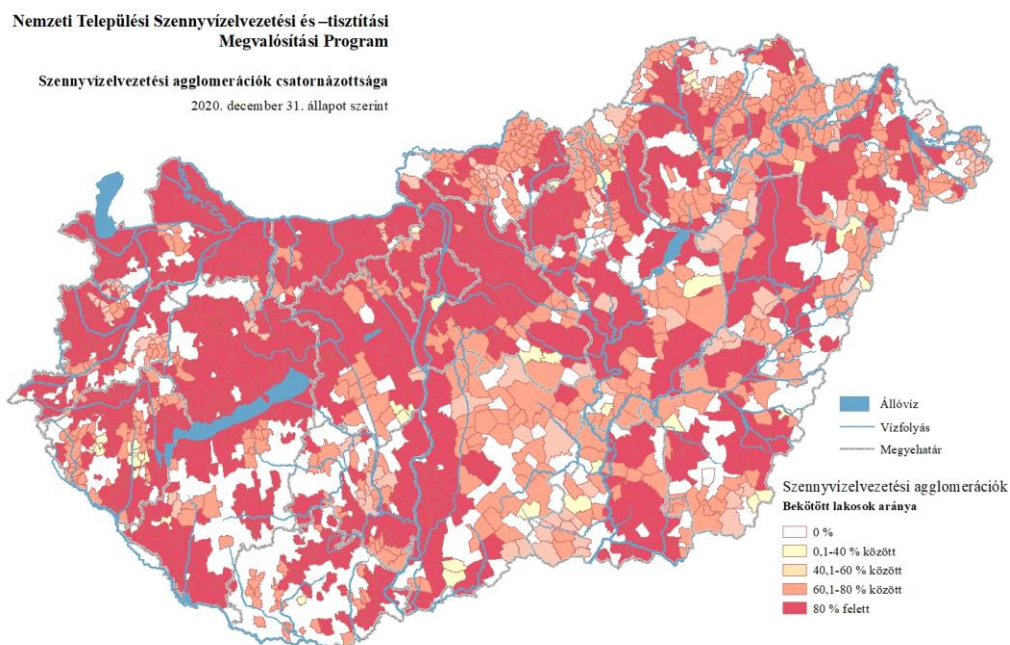 Nemzeti Települési Szennyvízelvezetési és –tisztítási
Megvalósítási Program
Szennyvízelvezetési agglomerációk csatornázottsága
2020. december 31. állapot szerint
Állóvíz
Vízfolyás
Megyehatár
Szennyvízelvezetési agglomerációk
Bekötött lakosok aránya
0 %
0,1-40 % között
40,1-60 % között
60,1-80 % között
80 % felett